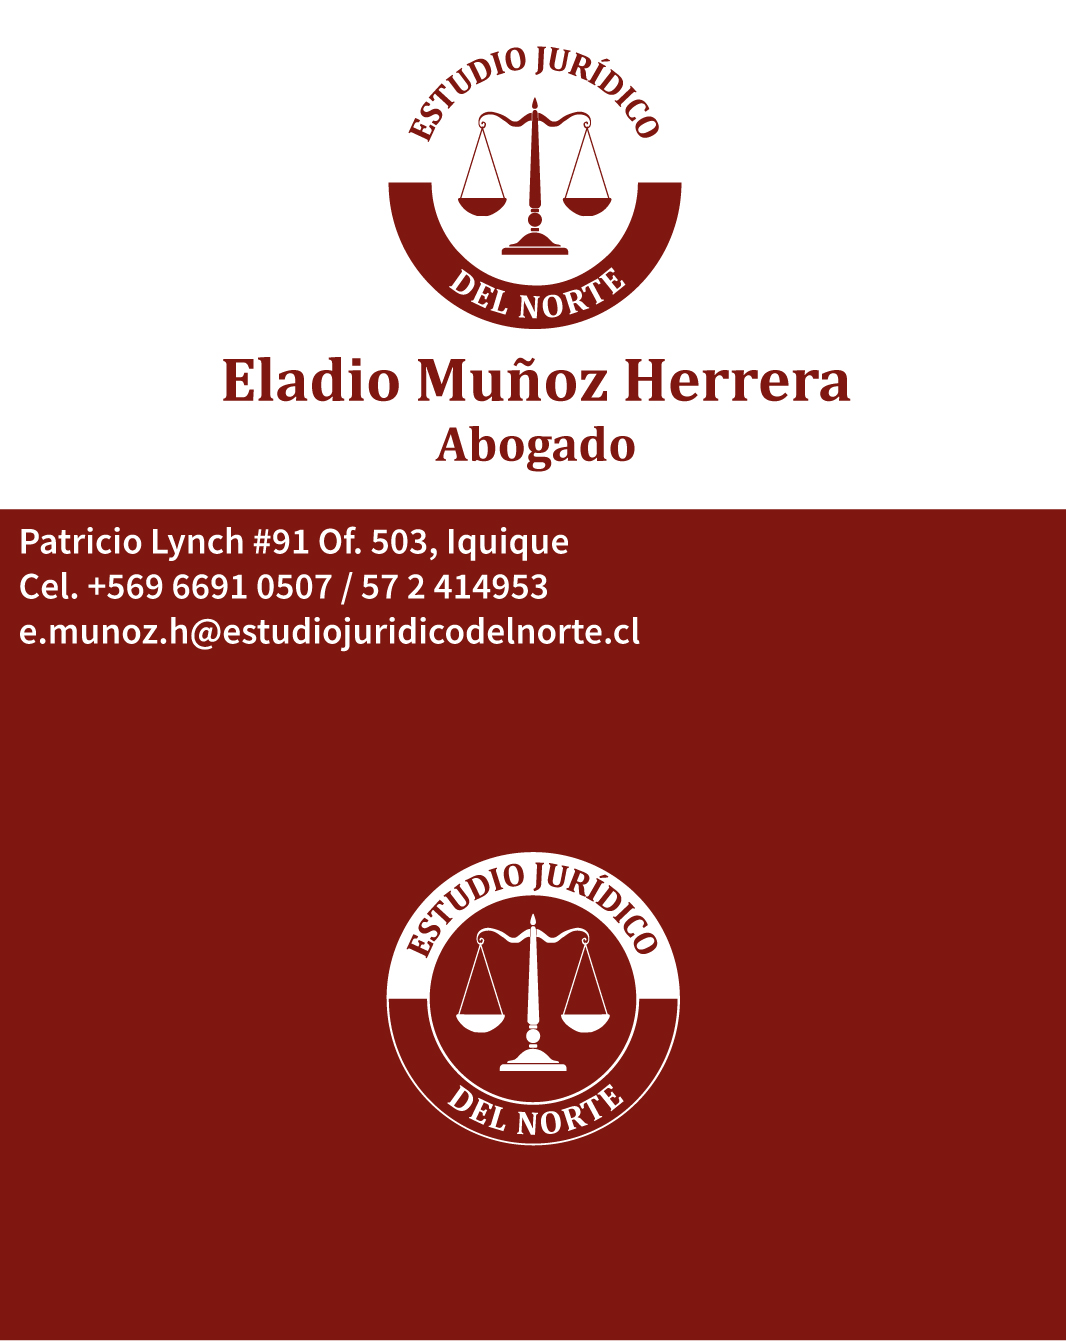 ESTUDIO JURÍDICO
DEL NORTE
Eladio Muñoz Herrera
Abogado
Patricio Lynch #91 Of. 503, Iquique
Cel. +569 6691 0507 / 57 2 414953
e.munoz.h@estudiojuridicodelnorte.cl
ESTUDIO JURÍDICO
DEL NORTE